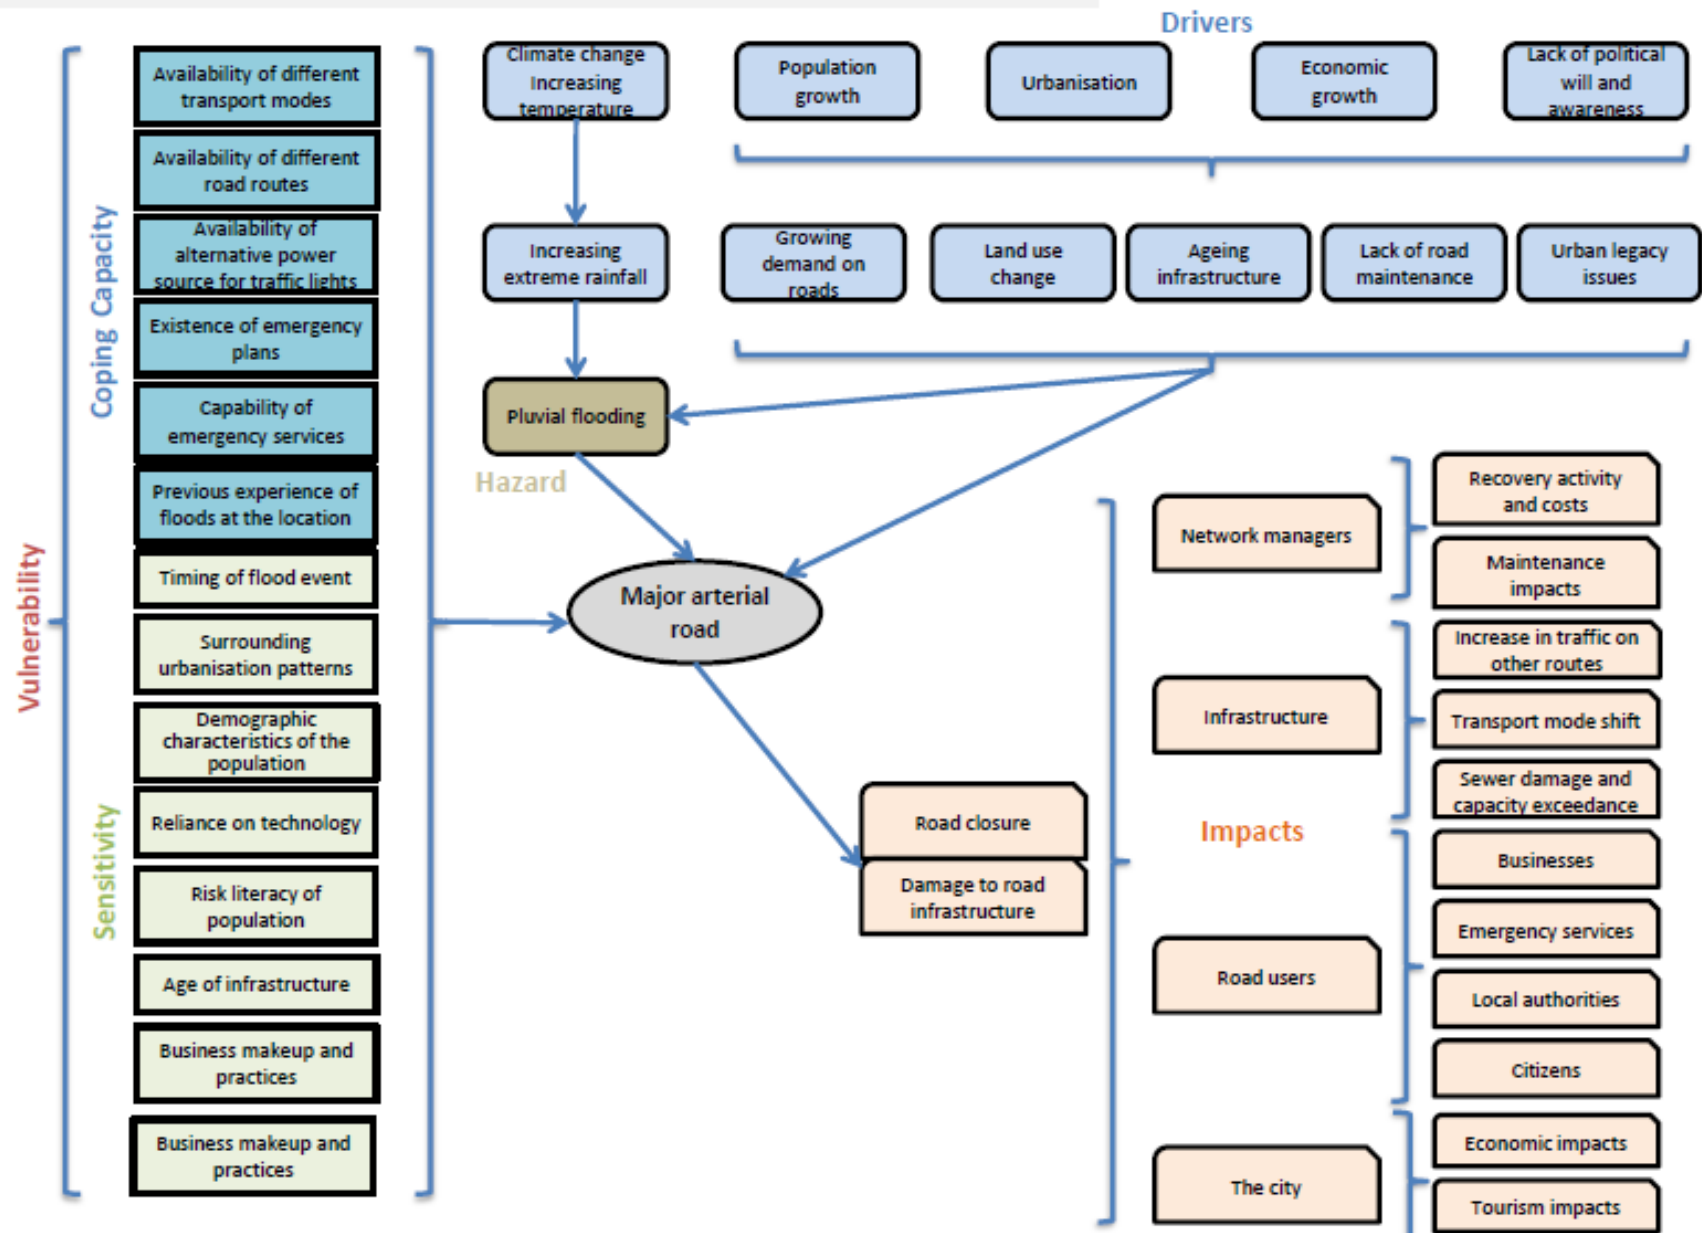 Drivers
Climate change
Increasing
temperature
Population
growth
Urbanisation
Economic
growth
Lack of political
will and
awareness
Increasing
extreme rainfall
Growing
demand on
roads
Land use
change
Ageing
infrastructure
Lack of road
maintenance
Urban legacy
issues
Pluvial flooding
Hazard
Major arterial
road
Vulnerability
Coping Capacity
Availability of different
transport modes
Availability of different
road routes
Availability of
alternative power
source for traffic lights
Existence of emergency
plans
Capability of
emergency services
Previous experience of
floods at the location
Sensitivity
Timing of flood event
Surrounding
urbanisation patterns
Demographic
characteristics of the
population
Reliance on technology
Risk literacy of
population
Age of infrastructure
Business makeup and
practices
Business makeup and
practices
Road closure
Damage to road
infrastructure
Impacts
Network managers
Recovery activity
and costs
Maintenance
impacts
Infrastructure
Increase in traffic on
other routes
Transport mode shift
Sewer damage and
capacity exceedance
Road users
Businesses
Emergency services
Local authorities
Citizens
The city
Economic impacts
Tourism impacts